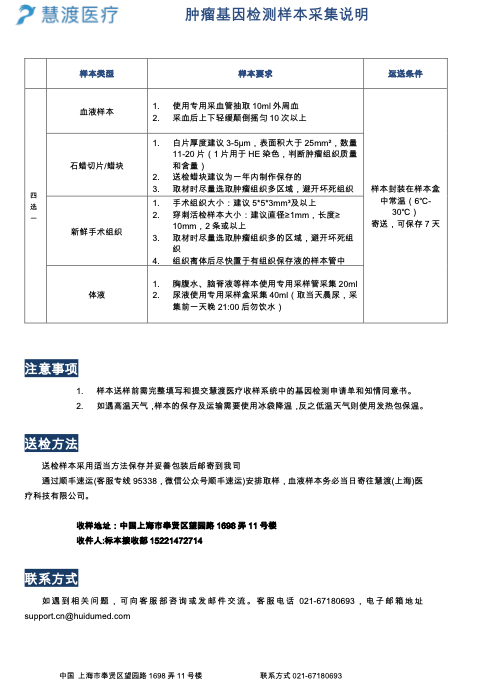 慧渡医疗 肿瘤基因检测样本采集说明
样本类型 样本要求 运送条件
四选一
血液样本
1. 使用专用采血管抽取 10ml 外周血
2. 采血后上下轻缓颠倒摇匀 10 次以上
石蜡切片/蜡块
1. 白片厚度建议 3-5μm，表面积大于 25mm²，数量
11-20 片（1 片用于 HE 染色，判断肿瘤组织质量
和含量）
2. 送检蜡块建议为一年内制作保存的
3. 取材时尽量选取肿瘤组织多区域，避开坏死组织
新鲜手术组织
1. 手术组织大小：建议 5*5*3mm³及以上
2. 穿刺活检样本大小：建议直径≥1mm，长度≥
10mm，2 条或以上
3. 取材时尽量选取肿瘤组织多的区域，避开坏死组
织
4. 组织离体后尽快置于有组织保存液的样本管中
体液
1. 胸腹水、脑脊液等样本使用专用采样管采集 20ml
2. 尿液使用专用采样盒采集 40ml（取当天晨尿，采
集前一天晚 21:00 后勿饮水）
样本封装在样本盒
中常温（6℃-
30℃）
寄送，可保存 7 天
注意事项
1. 样本送样前需完整填写和提交慧渡医疗收样系统中的基因检测申请单和知情同意书。
2. 如遇高温天气，样本的保存及运输需要使用冰袋降温，反之低温天气则使用发热包保温。
送检方法
送检样本采用适当方法保存并妥善包装后邮寄到我司
通过顺丰速运(客服专线 95338，微信公众号顺丰速运)安排取样，血液样本务必当日寄往慧渡(上海)医
疗科技有限公司。
收样地址：中国上海市奉贤区望园路 1698 弄 11 号楼
收件人:标本接收部 15221472714
联系方式
如遇到相关问题，可向客服部咨询或发邮件交流。客服电话 021-67180693，电子邮箱地址
support.cn@huidumed.com
中国 上海市奉贤区望园路 1698 弄 11 号楼 联系方式 021-67180693